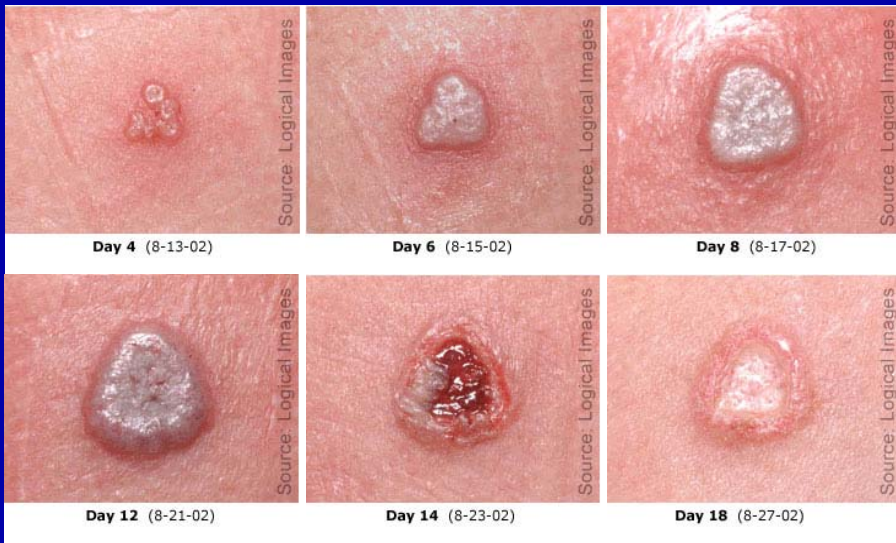 Source: Logical Images
Source: Logical Images
Source: Logical Images
Day 4 (8-13-02)
Day 6 (8-15-02)
Day 8 (8-17-02)
Source: Logical Images
Source: Logical Images
Source: Logical Images
Day 12 (8-21-02)
Day 14 (8-23-02)
Day 18 (8-27-02)